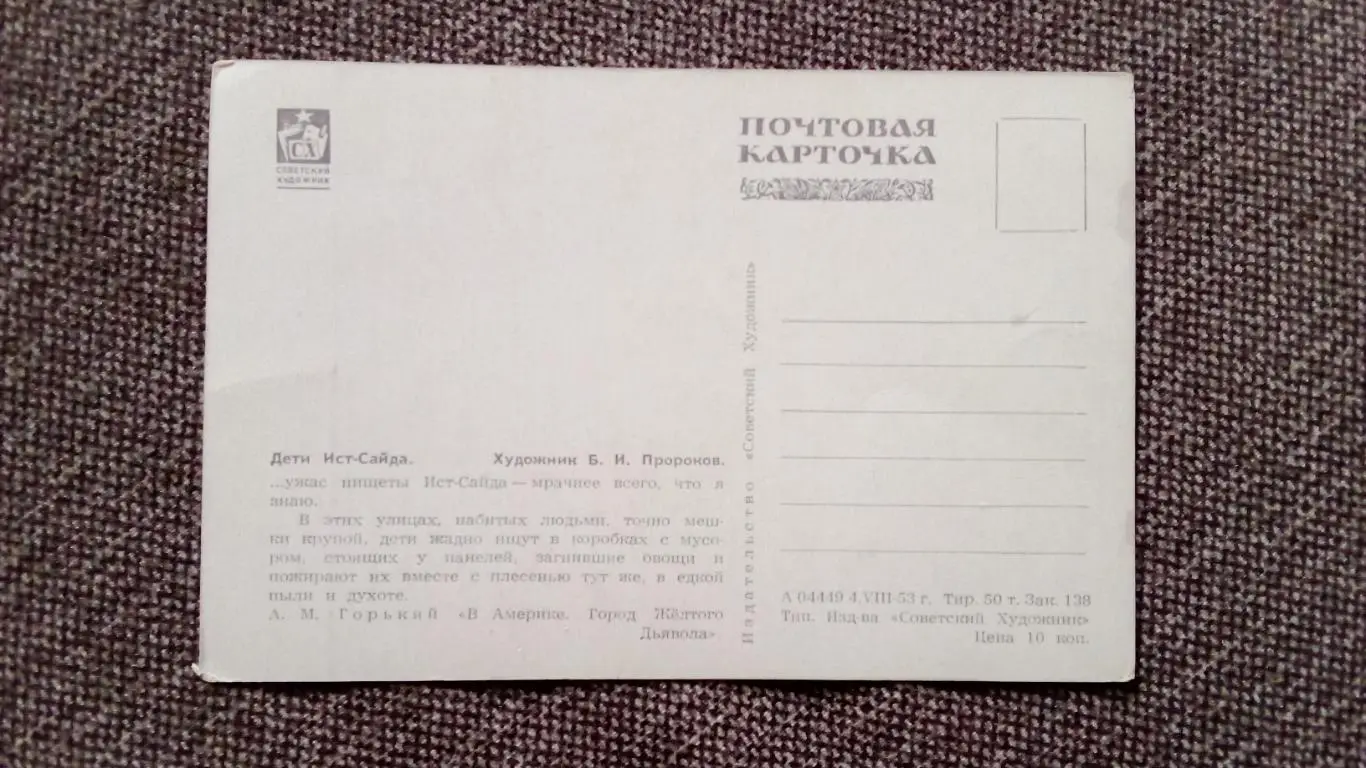 СХ
СОВЕТСКИЙ
ХУДОЖНИК
ПОЧТОВАЯ
КАРТОЧКА
Дети Ист-Сайда. Художник Б. И. Пророков.
...ужас нищеты Ист-Сайда — мрачнее всего, что я
знаю.
В этих улицах, набитых людьми, точно меш-
ки крупой, дети жадно ищут в коробках с мусо-
ром, стоящих у панелей, загнившие овощи и
пожирают их вместе с плесенью тут же, в едкой
пыли и духоте.
А. М. Горький «В Америке. Город Жёлтого
Дьявола»
Издательство «Советский Художник»
А 04449 4.VIII-53 г. Тир. 50 т. Зак. 138
Тип. Изд-ва «Советский Художник»
Цена 10 коп.